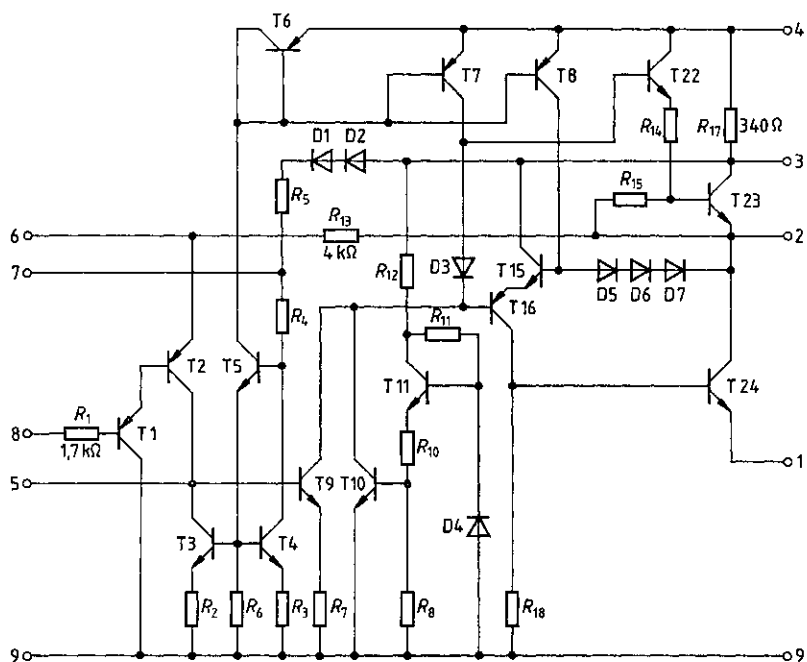 T6
4
T7
T8
T22
R14
R17
340 Ω
D1
D2
3
R5
R15
T23
R13
6
2
4 kΩ
7
R12
D3
T15
D5
D6
D7
T16
R4
R11
T2
T5
T11
T24
R1
8
T1
1,7 kΩ
R10
1
5
T9
T10
D4
T3
T4
R2
R6
R3
R7
R8
R18
9
9